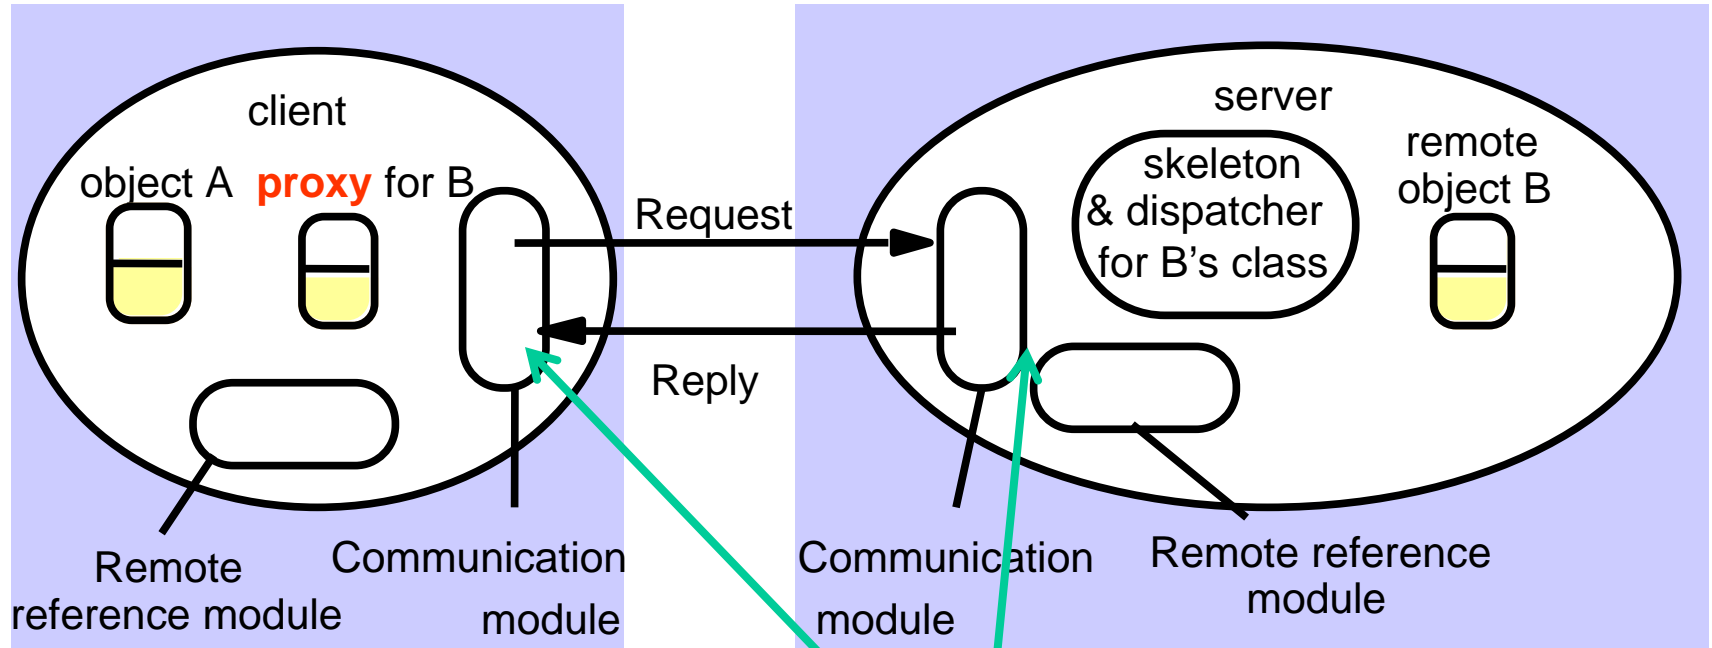 client
object A proxy for B
Remote
reference module
Communication
module
Request
Reply
server
skeleton
& dispatcher
for B's class
remote
object B
Communication
module
Remote reference
module